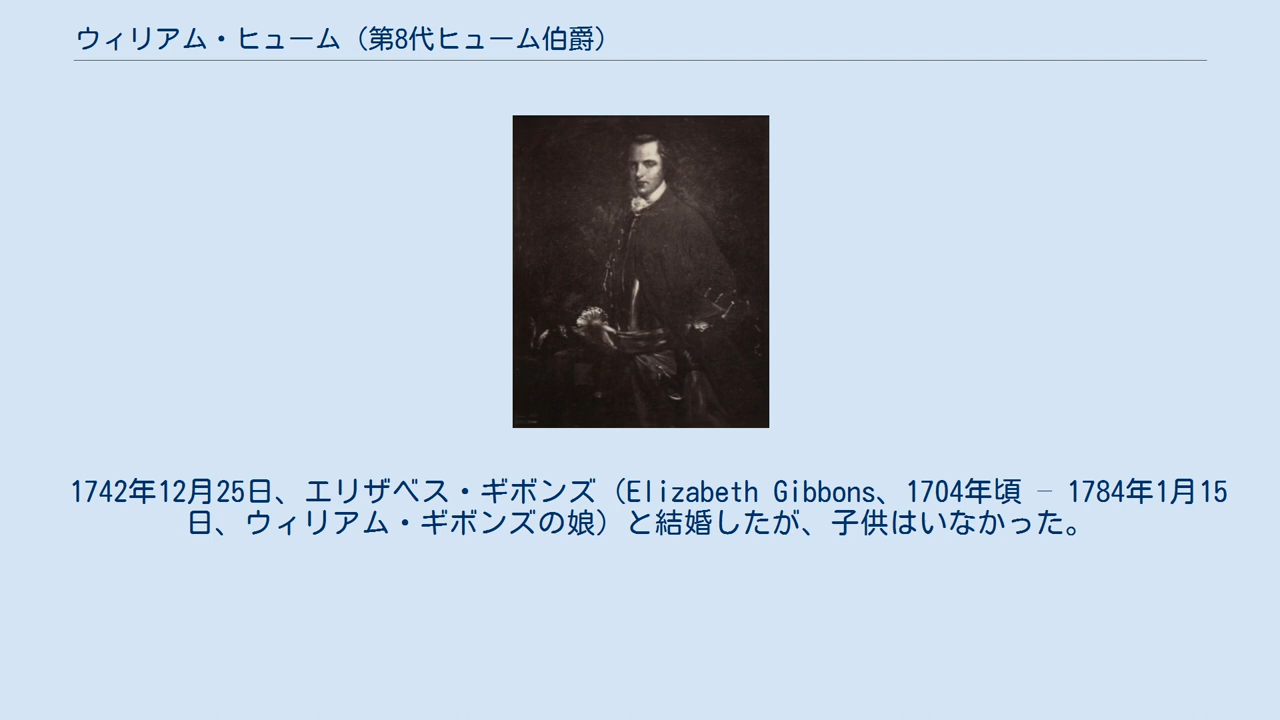 ウィリアム・ヒューム（第8代ヒューム伯爵）
1742年12月25日、エリザベス・ギボンズ（Elizabeth Gibbons、1704年頃 – 1784年1月15
日、ウィリアム・ギボンズの娘）と結婚したが、子供はいなかった。